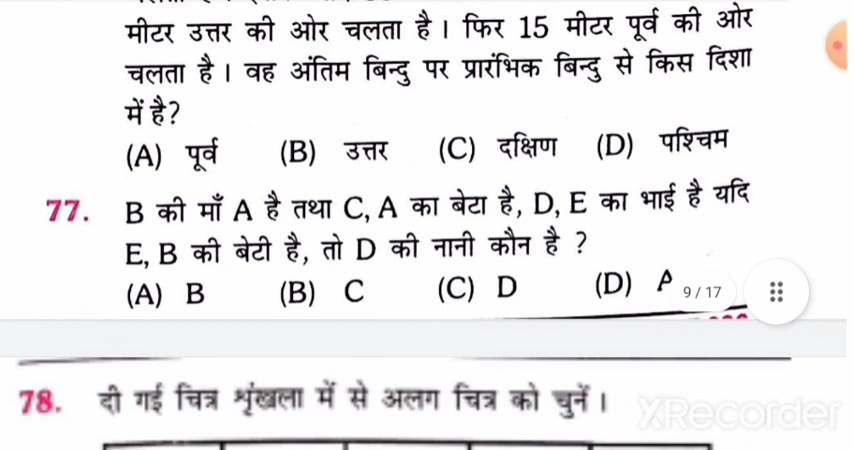 मीटर उत्तर की ओर चलता है। फिर 15 मीटर पूर्व की ओर
चलता है। वह अंतिम बिन्दु पर प्रारंभिक बिन्दु से किस दिशा
में है?
(A) पूर्व (B) उत्तर (C) दक्षिण (D) पश्चिम
77. B की माँ A है तथा C, A का बेटा है, D, E का भाई है यदि
E, B की बेटी है, तो D की नानी कौन है ?
(A) B (B) C (C) D (D) A
9 / 17
78. दी गई चित्र शृंखला में से अलग चित्र को चुनें।
XRecorder